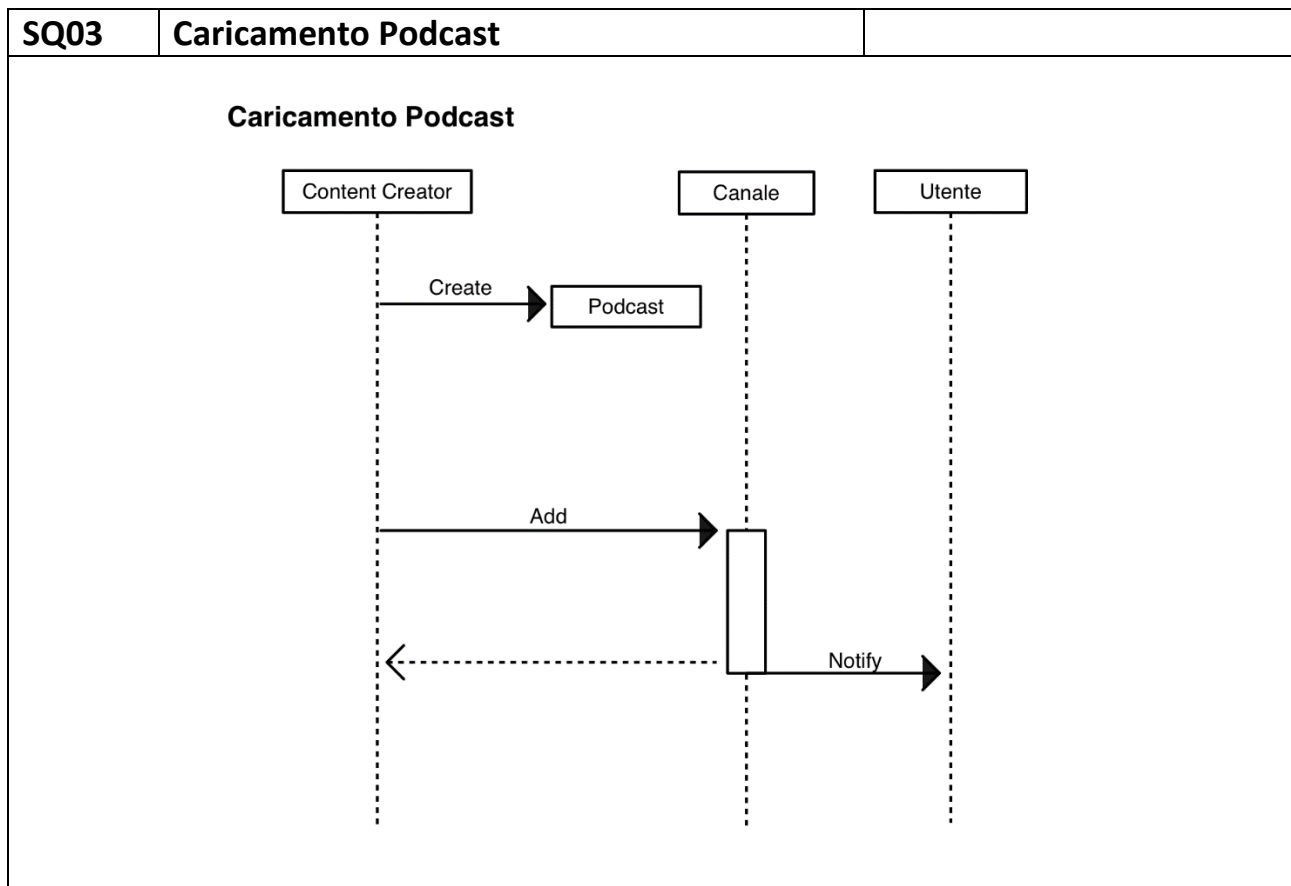 SQ03 Caricamento Podcast
Caricamento Podcast
Content Creator Canale Utente
Create
Podcast
Add
Notify